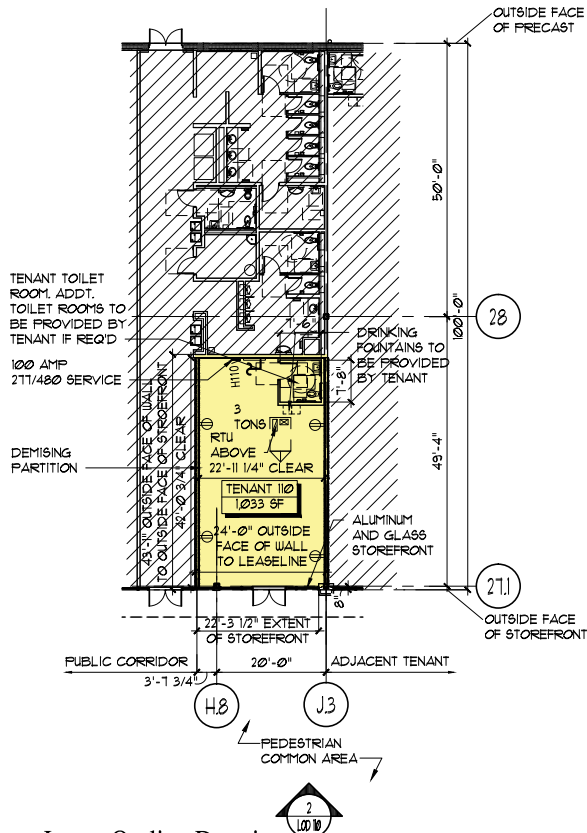 OUTSIDE FACE
OF PRECAST
50'-0"
100'-0"
TENANT TOILET
ROOM. ADDT.
TOILET ROOMS TO
BE PROVIDED BY
TENANT IF REQ'D
28
DRINKING
FOUNTAINS TO
BE PROVIDED
BY TENANT
7'-8"
100 AMP
277/480 SERVICE
H110
3
TONS
RTU
ABOVE
22'-11 1/4" CLEAR
43'-1" OUTSIDE FACE OF WALL
TO OUTSIDE FACE OF STROEFRONT
42'-0 3/4" CLEAR
49'-4"
DEMISING
PARTITION
TENANT 110
1,033 SF
24'-0" OUTSIDE
FACE OF WALL
TO LEASELINE
ALUMINUM
AND GLASS
STOREFRONT
27.1
8"
OUTSIDE FACE
OF STOREFRONT
22'-3 1/2" EXTENT
OF STOREFRONT
PUBLIC CORRIDOR
20'-0"
ADJACENT TENANT
3'-7 3/4"
H.8
J.3
PEDESTRIAN
COMMON AREA
2
LOD 110